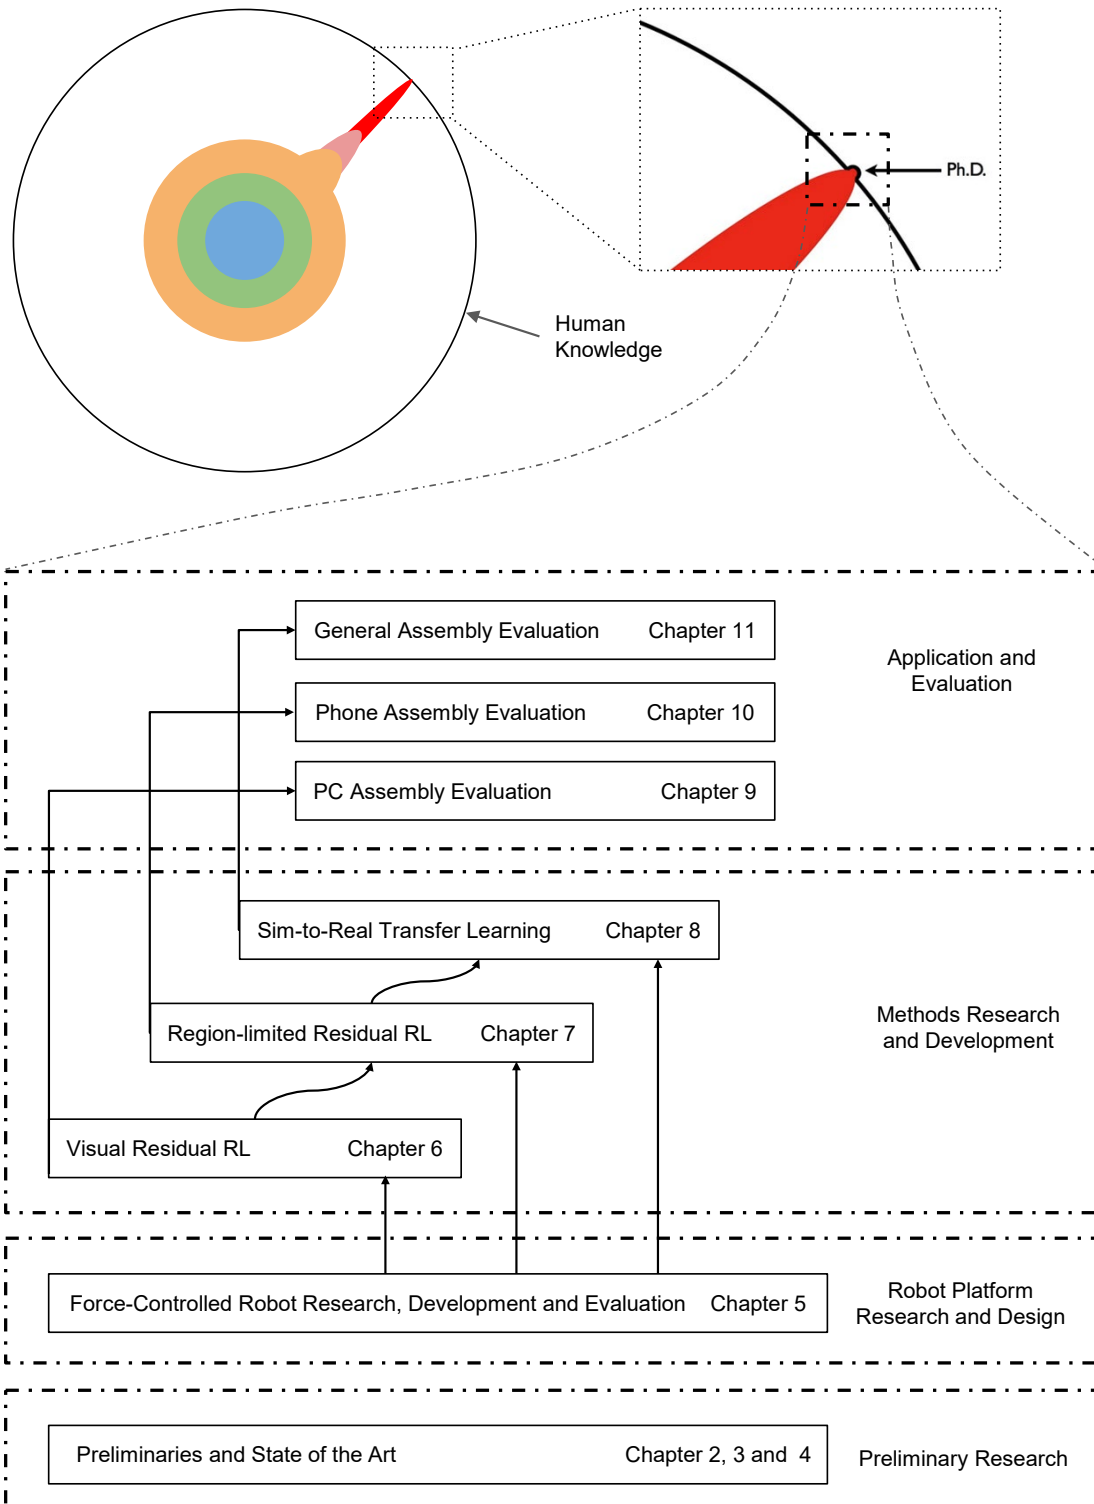 Ph.D.
Human
Knowledge
General Assembly Evaluation Chapter 11
Application and
Evaluation
Phone Assembly Evaluation Chapter 10
PC Assembly Evaluation Chapter 9
Sim-to-Real Transfer Learning Chapter 8
Methods Research
and Development
Region-limited Residual RL Chapter 7
Visual Residual RL Chapter 6
Force-Controlled Robot Research, Development and Evaluation Chapter 5
Robot Platform
Research and Design
Preliminaries and State of the Art Chapter 2, 3 and 4
Preliminary Research